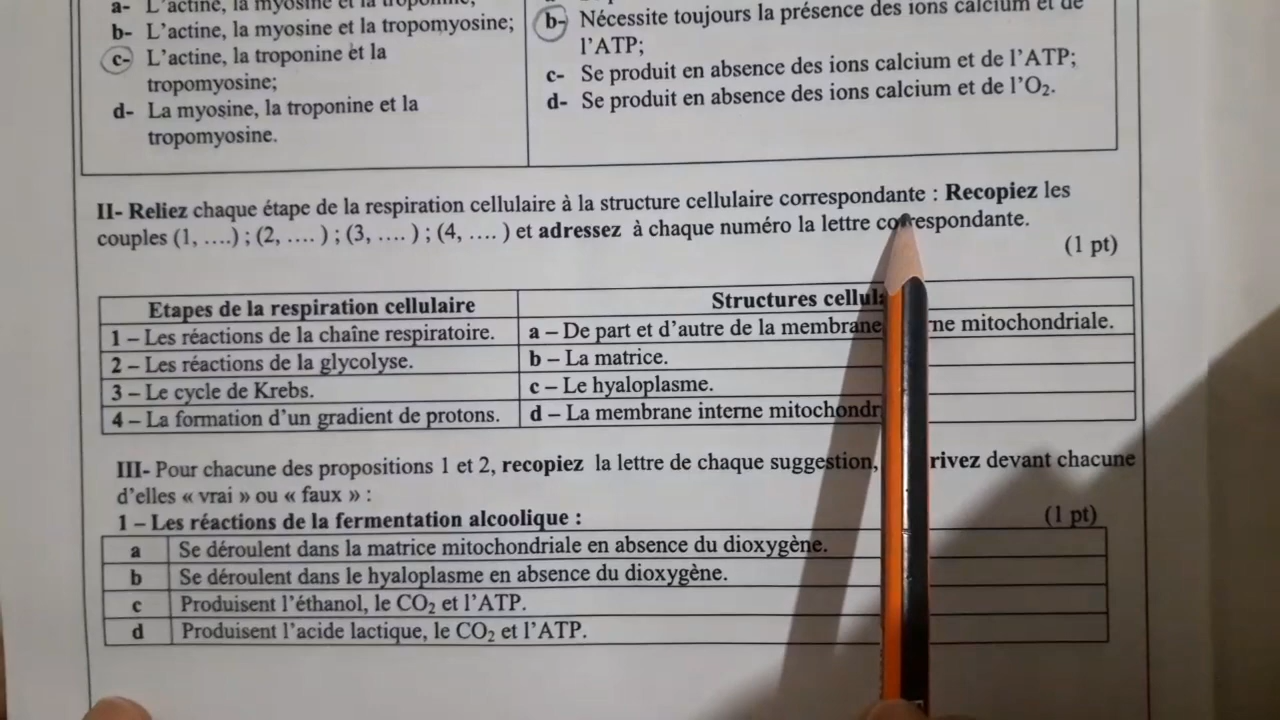 a- L'actine, la myosine et la troponine;
b- L'actine, la myosine et la tropomyosine;
c- L'actine, la troponine et la
tropomyosine;
d- La myosine, la troponine et la
tropomyosine.
b- Nécessite toujours la présence des ions calcium et de
l'ATP;
c- Se produit en absence des ions calcium et de l'ATP;
d- Se produit en absence des ions calcium et de l'O₂.
II- Reliez chaque étape de la respiration cellulaire à la structure cellulaire correspondante : Recopiez les
couples (1, ….) ; (2, …. ) ; (3, …. ) ; (4, …. ) et adressez à chaque numéro la lettre correspondante.
(1 pt)
Etapes de la respiration cellulaire
Structures cellul
1 – Les réactions de la chaîne respiratoire.
a – De part et d'autre de la membrane ne mitochondriale.
2 – Les réactions de la glycolyse.
b – La matrice.
3 – Le cycle de Krebs.
c – Le hyaloplasme.
4 – La formation d'un gradient de protons.
d – La membrane interne mitochondr
III- Pour chacune des propositions 1 et 2, recopiez la lettre de chaque suggestion, rivez devant chacune
d'elles « vrai » ou « faux » :
1 – Les réactions de la fermentation alcoolique :
(1 pt)
a Se déroulent dans la matrice mitochondriale en absence du dioxygène.
b Se déroulent dans le hyaloplasme en absence du dioxygène.
c Produisent l'éthanol, le CO₂ et l'ATP.
d Produisent l'acide lactique, le CO₂ et l'ATP.